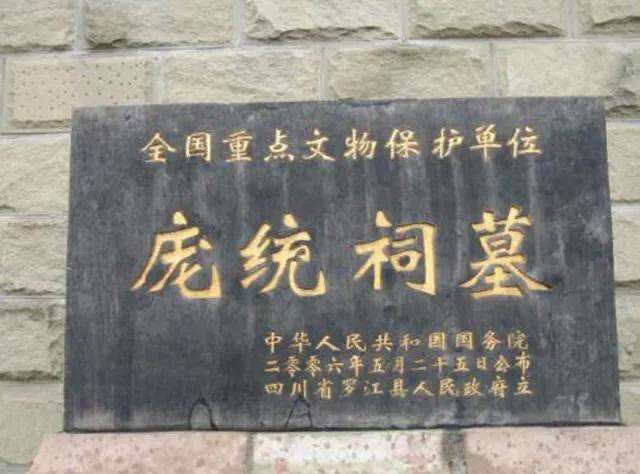 全国重点文物保护单位
庞统祠墓
中华人民共和国国务院
二零零六年五月二十五日公布
四川省罗江县人民政府立